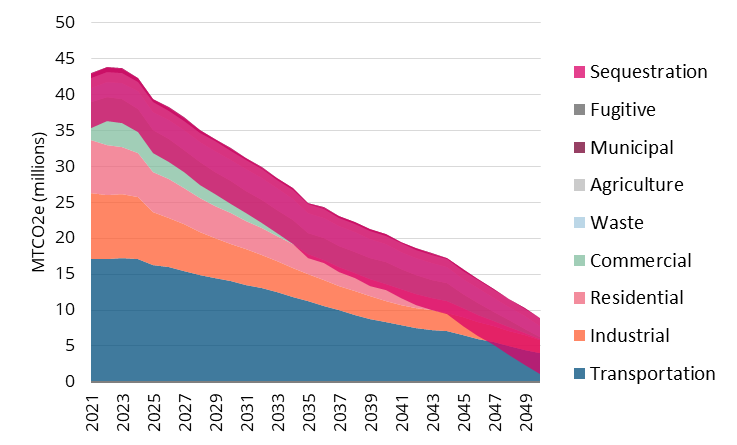 50
45
40
35
30
25
20
15
10
5
0
MTCO2e (millions)
2021
2023
2025
2027
2029
2031
2033
2035
2037
2039
2041
2043
2045
2047
2049
Sequestration
Fugitive
Municipal
Agriculture
Waste
Commercial
Residential
Industrial
Transportation